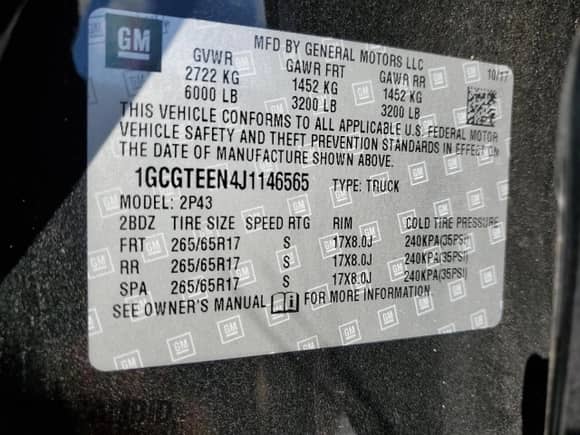 GM
MFD BY GENERAL MOTORS LLC
GVWR GAWR FRT GAWR RR 10/17
2722 KG 1452 KG 1452 KG
6000 LB 3200 LB 3200 LB
THIS VEHICLE CONFORMS TO ALL APPLICABLE U.S. FEDERAL MOTOR
VEHICLE SAFETY AND THEFT PREVENTION STANDARDS IN EFFECT ON
THE DATE OF MANUFACTURE SHOWN ABOVE.
1GCGTEEN4J1146565 TYPE: TRUCK
MODEL: 2P43
2BDZ TIRE SIZE SPEED RTG RIM COLD TIRE PRESSURE
FRT 265/65R17 S 17X8.0J 240KPA(35PSI)
RR 265/65R17 S 17X8.0J 240KPA(35PSI)
SPA 265/65R17 S 17X8.0J 240KPA(35PSI)
SEE OWNER'S MANUAL i FOR MORE INFORMATION